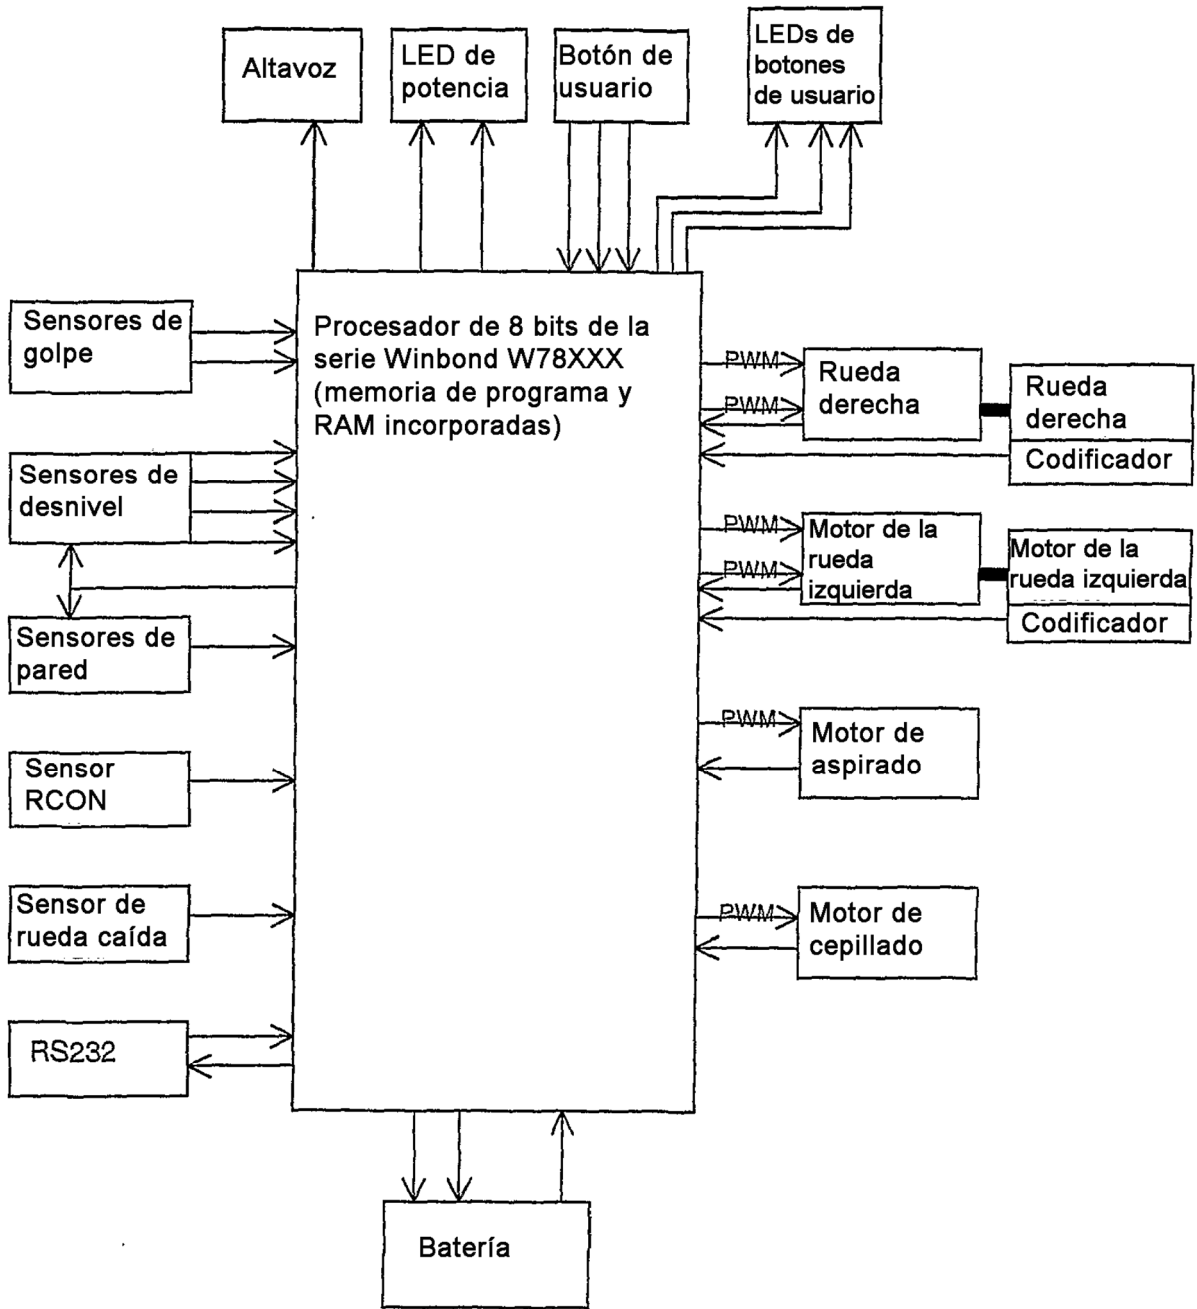 Altavoz
LED de
potencia
Botón de
usuario
LEDs de
botones
de usuario
Sensores de
golpe
Procesador de 8 bits de la
serie Winbond W78XXX
(memoria de programa y
RAM incorporadas)
PWM
PWM
Rueda
derecha
Rueda
derecha
Codificador
Sensores de
desnivel
PWM
PWM
Motor de la
rueda
izquierda
Motor de la
rueda izquierda
Codificador
Sensores de
pared
PWM
Motor de
aspirado
Sensor
RCON
Sensor de
rueda caída
PWM
Motor de
cepillado
RS232
Batería